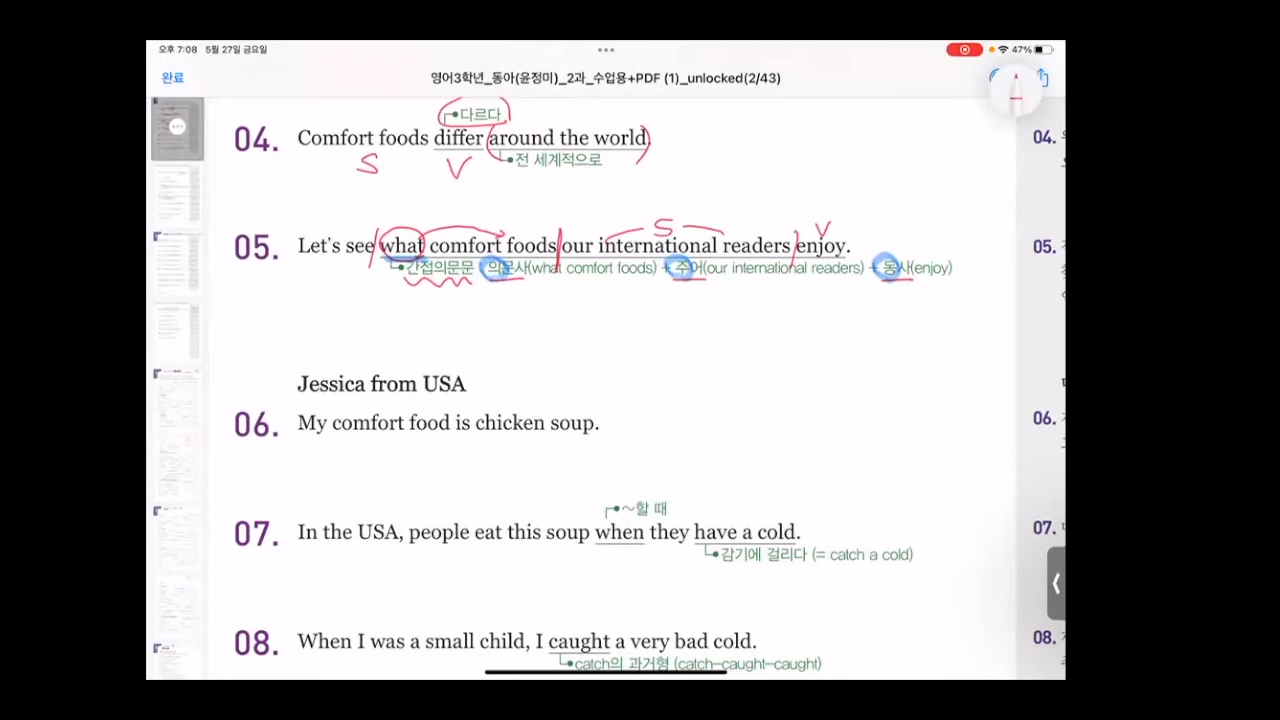 오후 7:08 5월 27일 금요일
47%
완료
영어3학년_동아(윤정미)_2과_수업용+PDF (1)_unlocked(2/43)
다르다
04. Comfort foods differ around the world.
04.
S
V
전 세계적으로
S
V
05. Let's see what comfort foods our international readers enjoy.
05.
간접의문문 : 의문사(what comfort foods) + 주어(our international readers) + 동사(enjoy)
Jessica from USA
06. My comfort food is chicken soup.
06.
~할 때
07. In the USA, people eat this soup when they have a cold.
07.
감기에 걸리다 (= catch a cold)
08. When I was a small child, I caught a very bad cold.
08.
catch의 과거형 (catch–caught–caught)